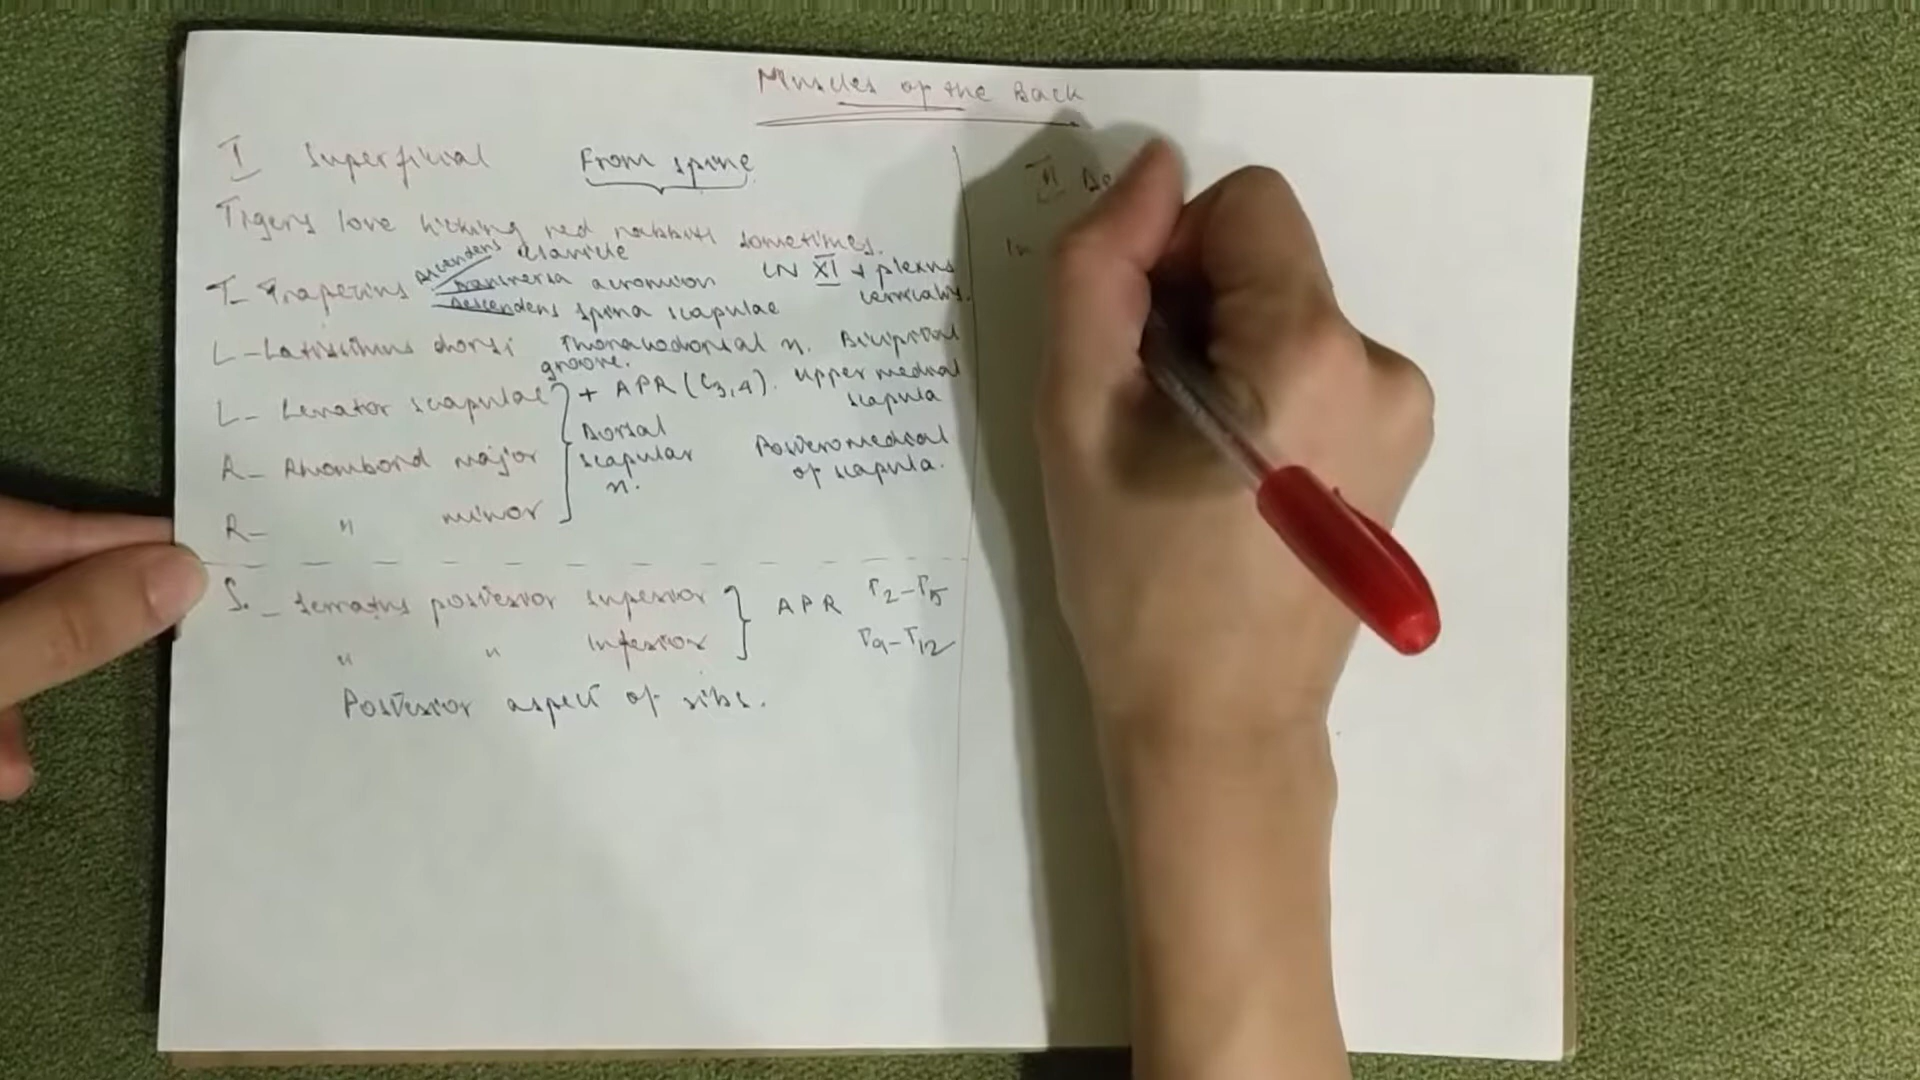 Muscles of the Back
I Superficial From spine
Tigers love kicking red rabbits sometimes.
T- Trapezius Ascendens clavicle
Transversa acromion CN XI + plexus
Descendens spina scapulae cervicalis.
L- Latissimus dorsi Thoracodorsal n. Bicipital
groove.
L- Levator scapulae + APR (C3,4). upper medial
scapula
R- Rhomboid major Dorsal scapular n. Posteromedial
of scapula.
R- " minor
S. - Serratus posterior superior APR T2-T5
" " Inferior T9-T12
Posterior aspect of ribs.
II De
In